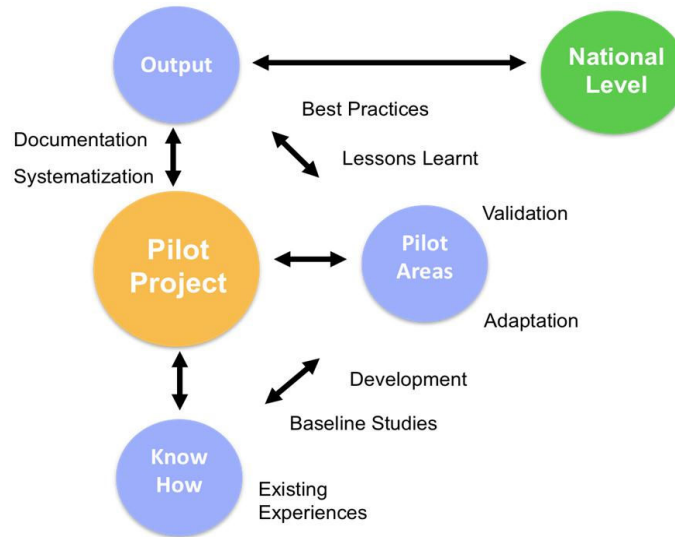 Output
National
Level
Best Practices
Documentation
Lessons Learnt
Systematization
Validation
Pilot
Project
Pilot
Areas
Adaptation
Development
Baseline Studies
Know
How
Existing
Experiences